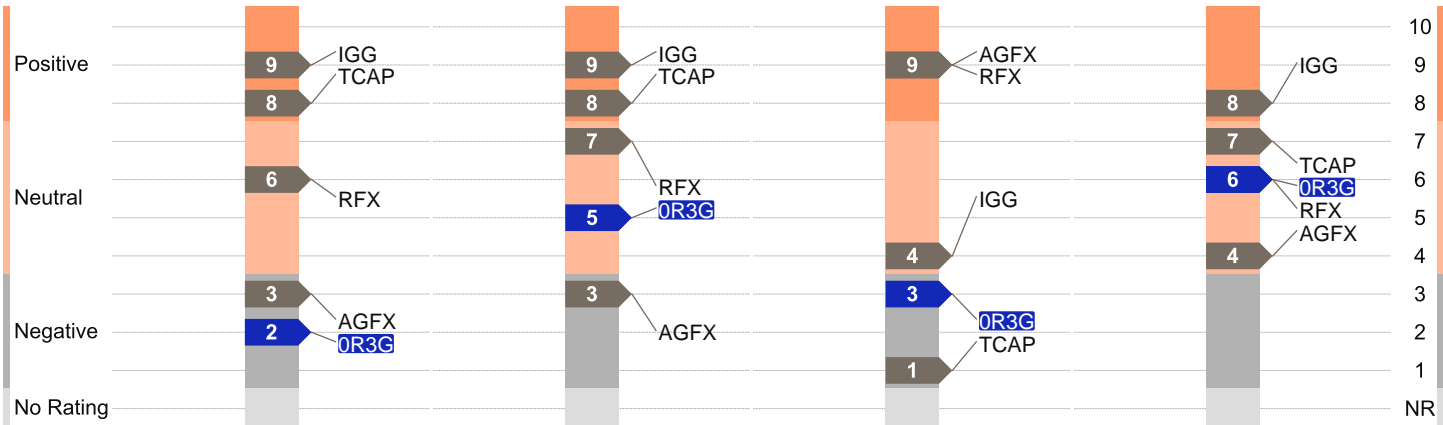 Positive
Neutral
Negative
No Rating
9
IGG
8
TCAP
6
RFX
3
AGFX
2
0R3G
9
IGG
8
TCAP
7
RFX
5
0R3G
3
AGFX
9
AGFX
RFX
4
IGG
3
0R3G
1
TCAP
8
IGG
7
TCAP
6
0R3G
RFX
4
AGFX
10
9
8
7
6
5
4
3
2
1
NR